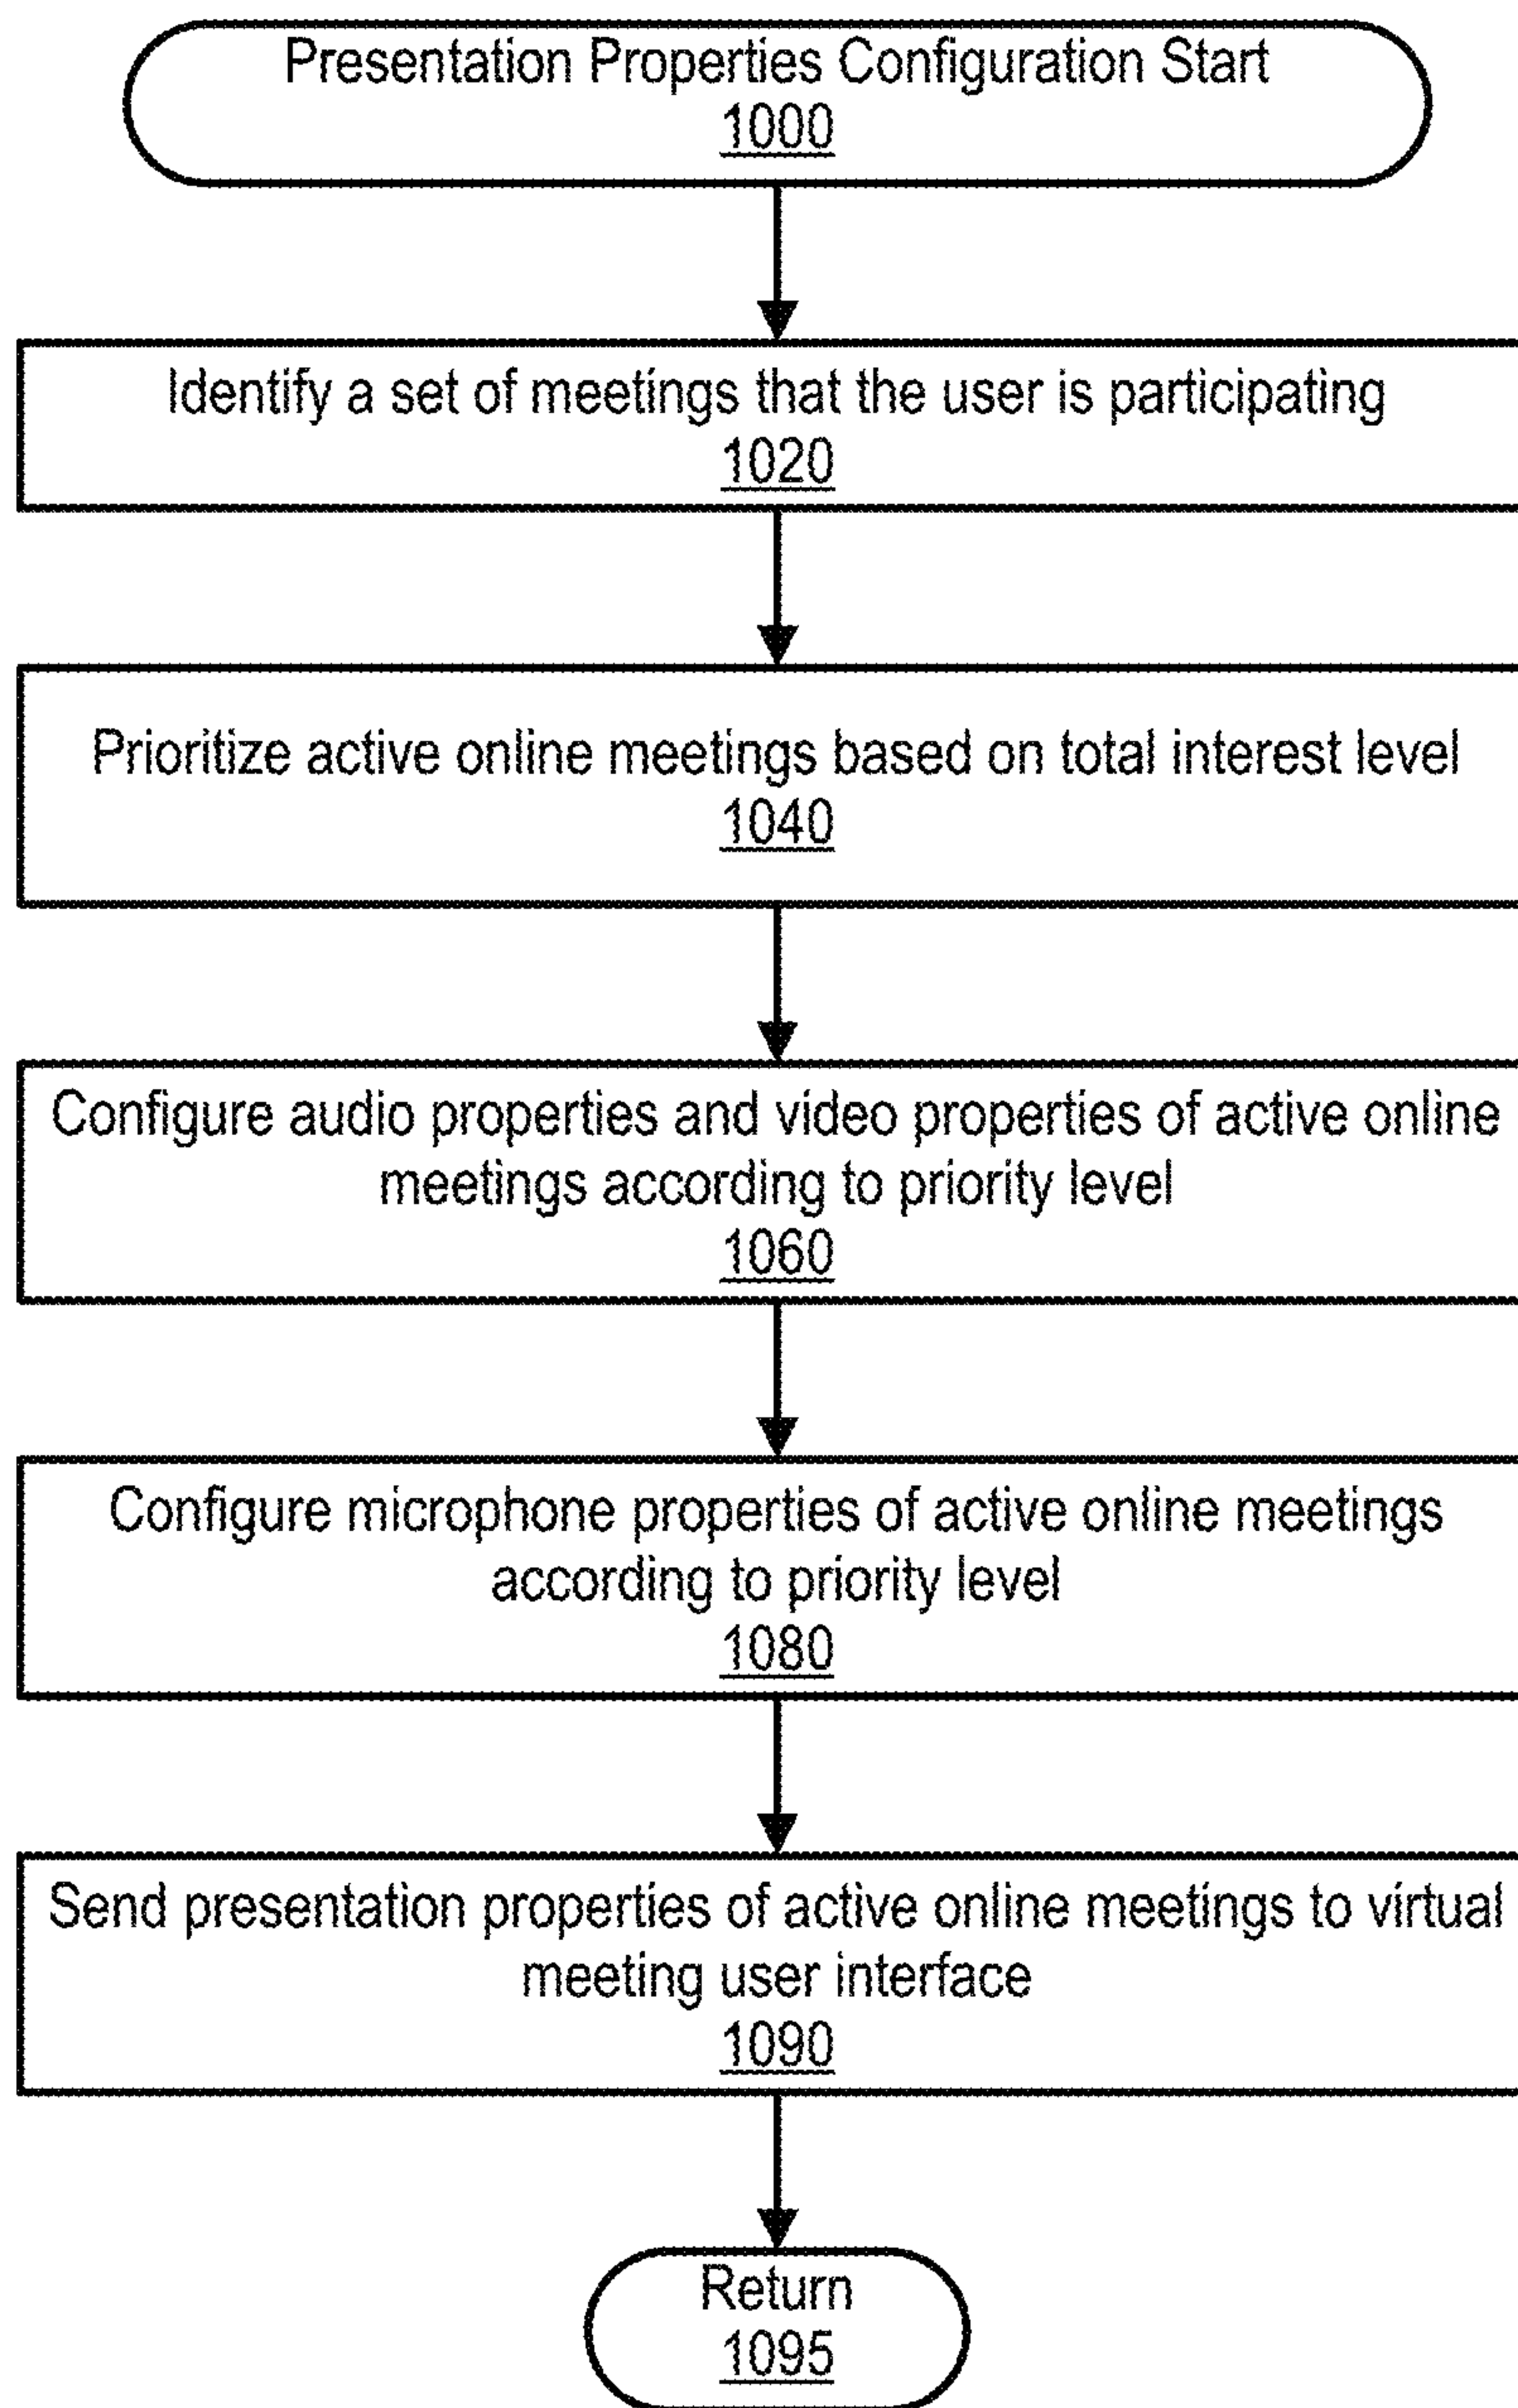 Presentation Properties Configuration Start
1000
Identify a set of meetings that the user is participating
1020
Prioritize active online meetings based on total interest level
1040
Configure audio properties and video properties of active online
meetings according to priority level
1060
Configure microphone properties of active online meetings
according to priority level
1080
Send presentation properties of active online meetings to virtual
meeting user interface
1090
Return
1095